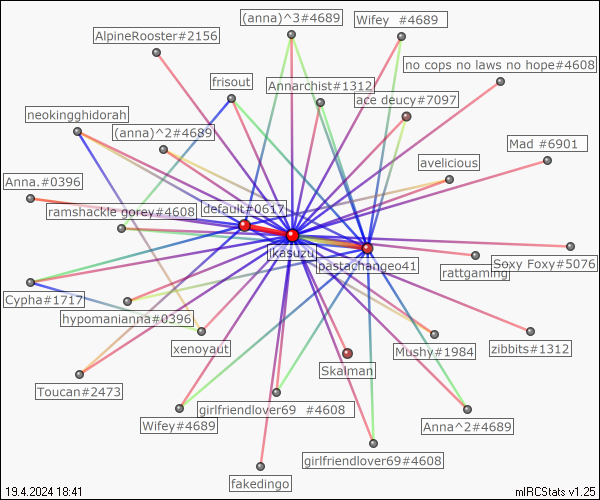 (anna)^3#4689
Wifey  #4689
AlpineRooster#2156
no cops no laws no hope#4608
frisout
Annarchist#1312
ace deucy#7097
neokingghidorah
(anna)^2#4689
Mad #6901
avelicious
Anna.#0396
ramshackle gorey#4608
default#0617
ikasuzu
pastachangeo41
rattgaming
Soxy Foxy#5076
Cypha#1717
hypomanianna#0396
xenoyaut
Mushy#1984
zibbits#1312
Skalman
Toucan#2473
girlfriendlover69  #4608
Wifey#4689
Anna^2#4689
girlfriendlover69#4608
fakedingo
19.4.2024 18:41
mIRCStats v1.25